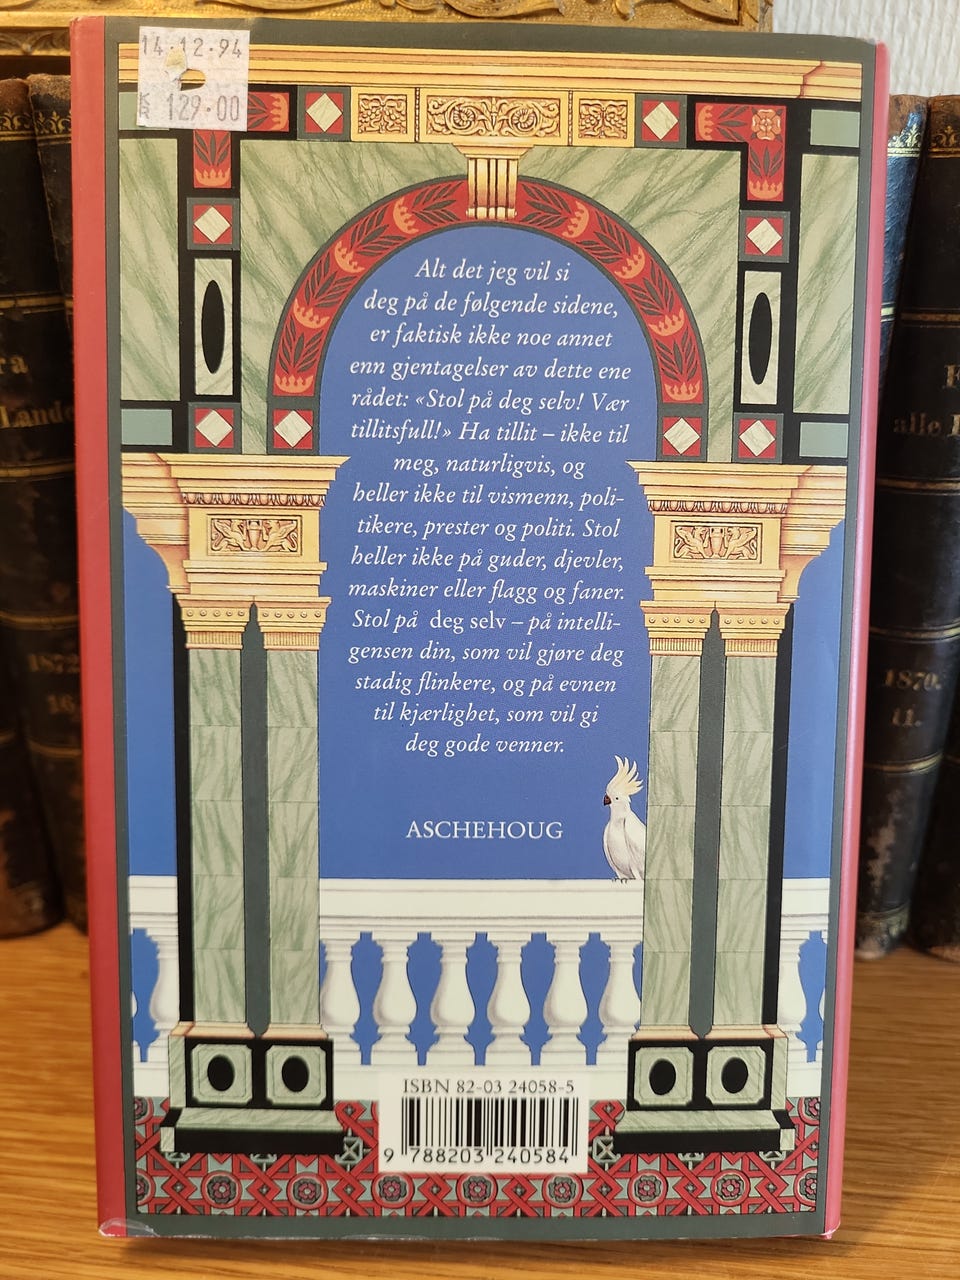 14·12·94
KR 129·00
Alt det jeg vil si
deg på de følgende sidene,
er faktisk ikke noe annet
enn gjentagelser av dette ene
rådet: «Stol på deg selv! Vær
tillitsfull!» Ha tillit – ikke til
meg, naturligvis, og
heller ikke til vismenn, poli-
tikere, prester og politi. Stol
heller ikke på guder, djevler,
maskiner eller flagg og faner.
Stol på deg selv – på intelli-
gensen din, som vil gjøre deg
stadig flinkere, og på evnen
til kjærlighet, som vil gi
deg gode venner.
ASCHEHOUG
ISBN 82-03 24058-5
9 788203 240584
1872.
1870.
11.
alle